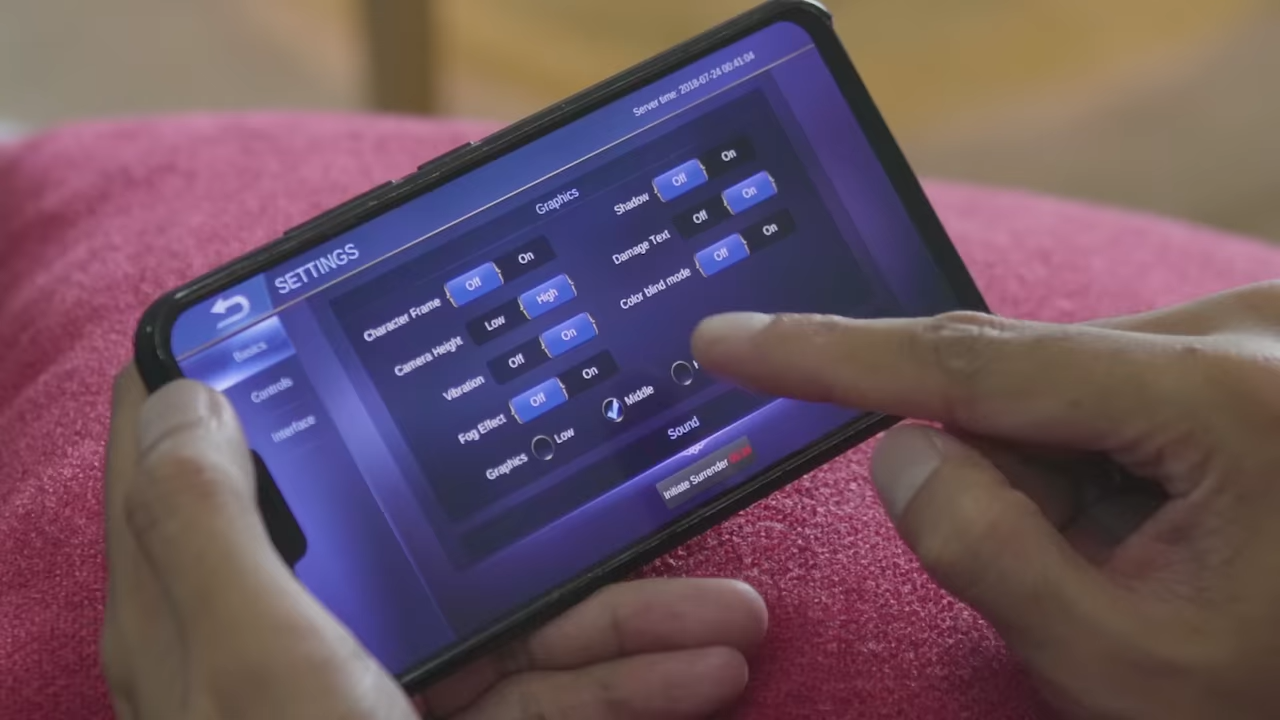 Server time: 2018-07-24 00:41:04
SETTINGS
Basics
Controls
Interface
Graphics
Character Frame Off On
Shadow Off On
Camera Height Low High
Damage Text Off On
Vibration Off On
Color blind mode Off On
Fog Effect Off On
Graphics Low Middle
Sound
Initiate Surrender